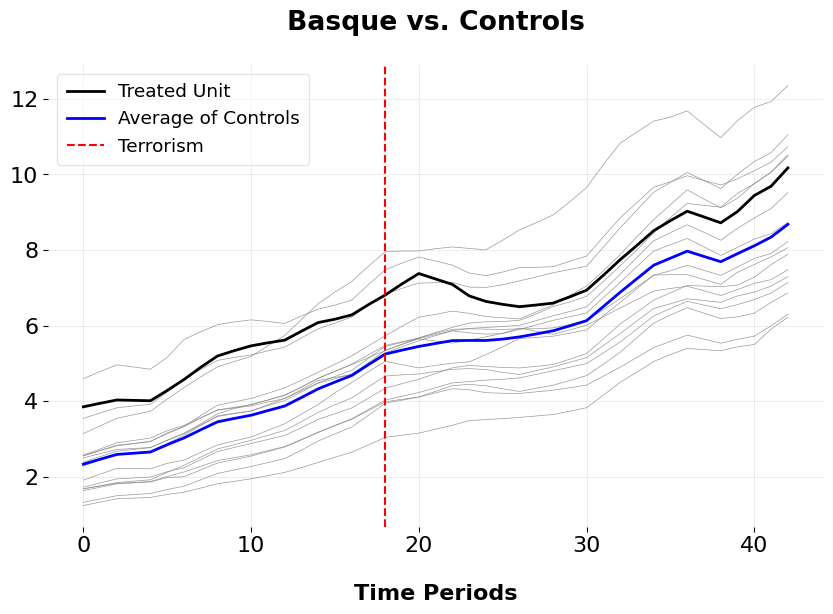 Basque vs. Controls
Treated Unit
Average of Controls
Terrorism
12
10
8
6
4
2
0 10 20 30 40
Time Periods